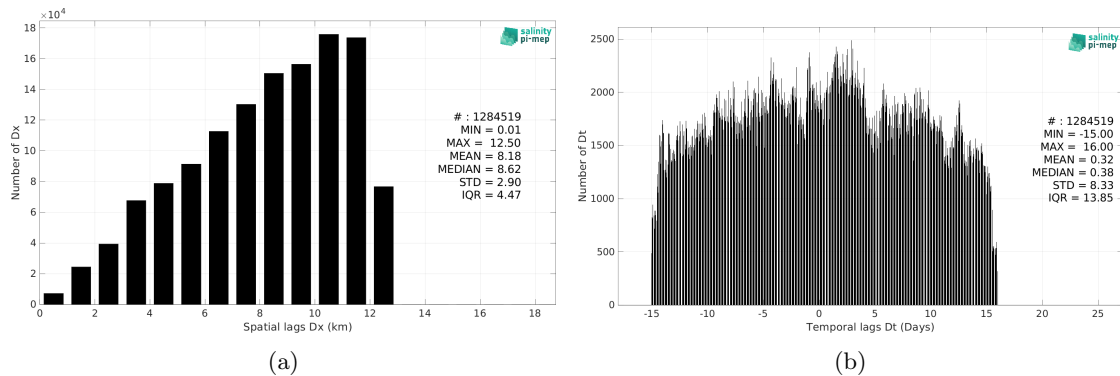 ×10⁴
18
16
14
12
10
8
6
4
2
0
Number of Dx
0 2 4 6 8 10 12 14 16 18
Spatial lags Dx (km)
salinity
pi-mep
# : 1284519
MIN = 0.01
MAX = 12.50
MEAN = 8.18
MEDIAN = 8.62
STD = 2.90
IQR = 4.47
(a)
2500
2000
1500
1000
500
0
Number of Dt
-15 -10 -5 0 5 10 15 20 25
Temporal lags Dt (Days)
salinity
pi-mep
# : 1284519
MIN = -15.00
MAX = 16.00
MEAN = 0.32
MEDIAN = 0.38
STD = 8.33
IQR = 13.85
(b)